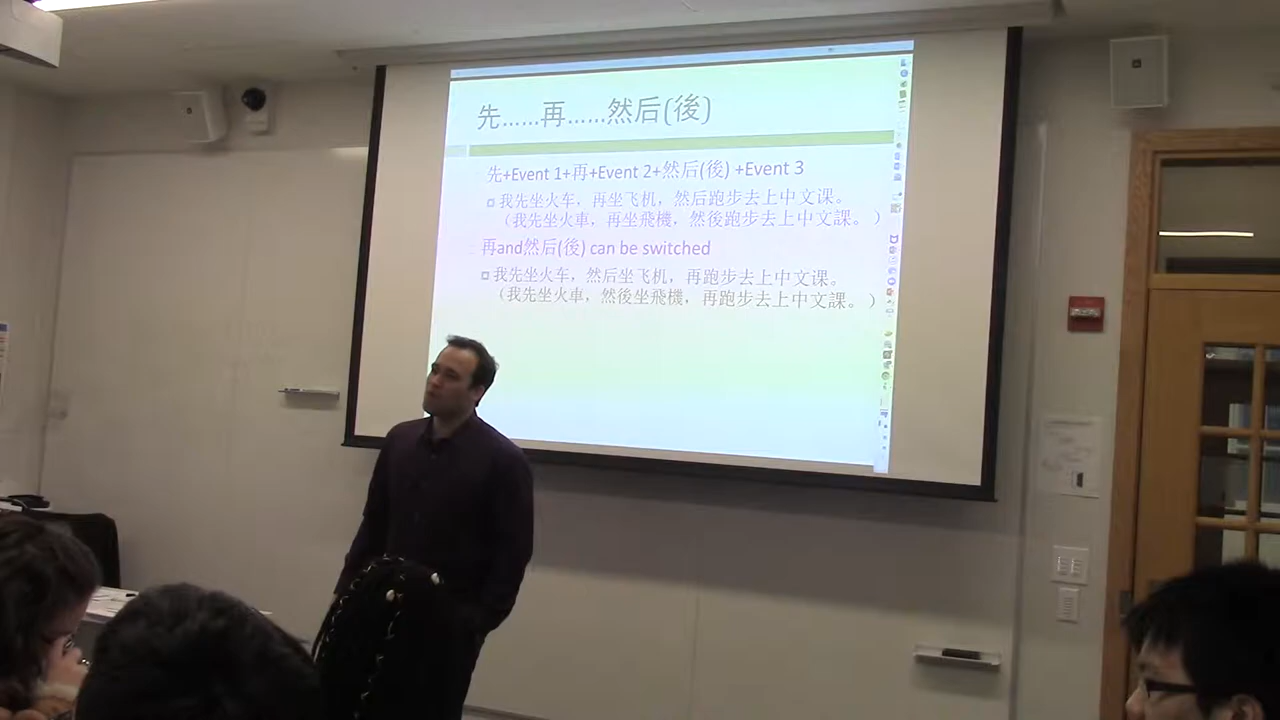 先……再……然后(後)
先+Event 1+再+Event 2+然后(後) +Event 3
我先坐火车，再坐飞机，然后跑步去上中文课。
（我先坐火車，再坐飛機，然後跑步去上中文課。）
再and然后(後) can be switched
我先坐火车，然后坐飞机，再跑步去上中文课。
（我先坐火車，然後坐飛機，再跑步去上中文課。）